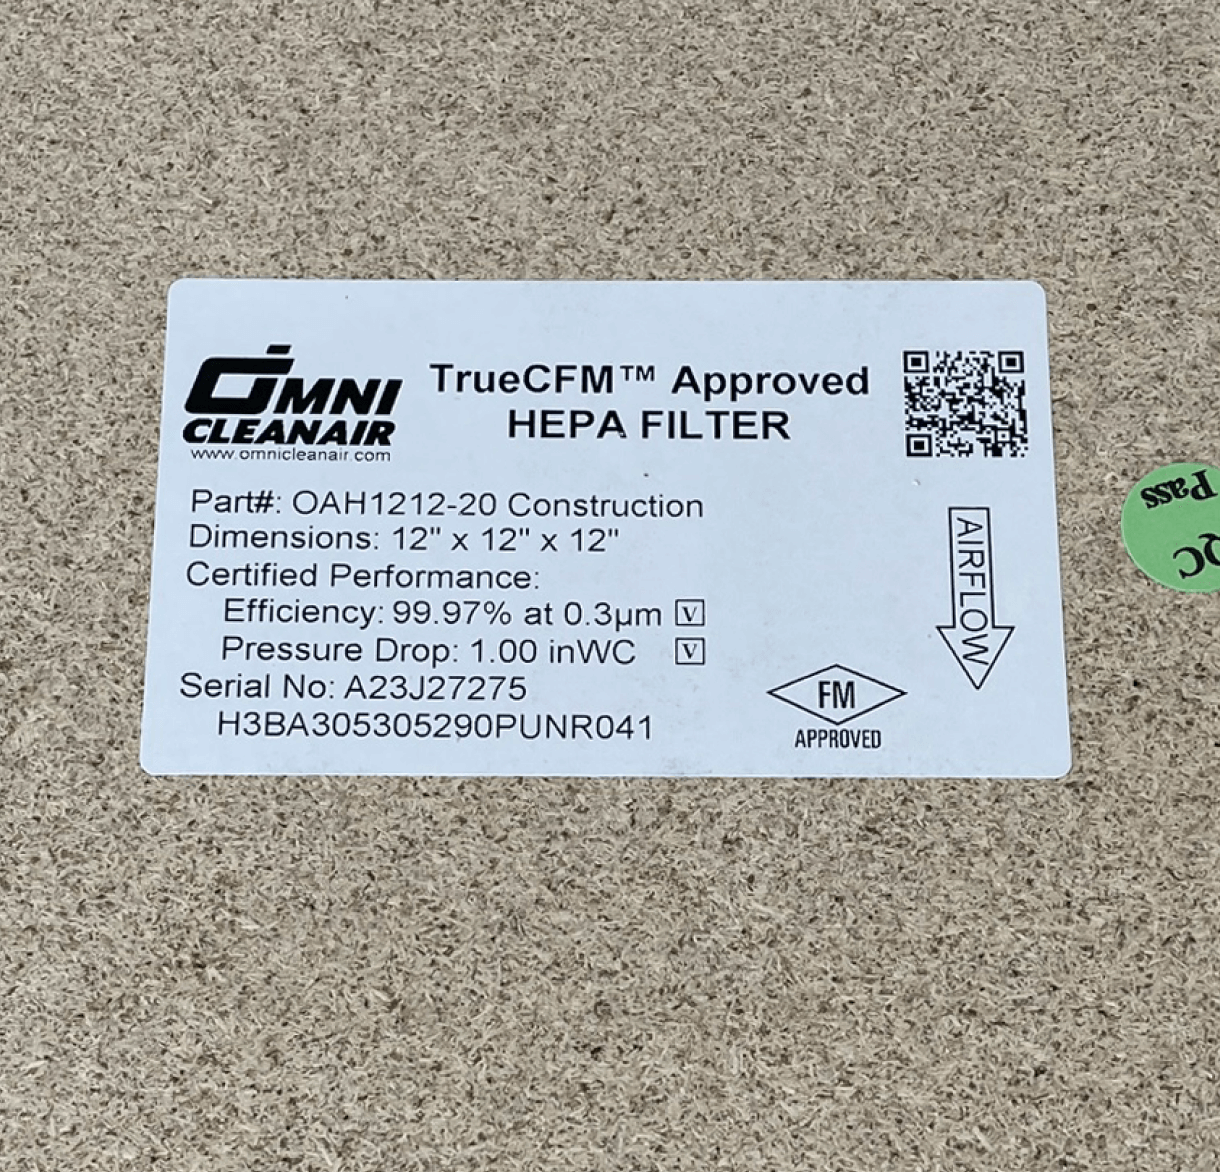 OMNI
CLEANAIR
www.omnicleanair.com
TrueCFM™ Approved
HEPA FILTER
Part#: OAH1212-20 Construction
Dimensions: 12" x 12" x 12"
Certified Performance:
Efficiency: 99.97% at 0.3µm V
Pressure Drop: 1.00 inWC V
Serial No: A23J27275
H3BA305305290PUNR041
AIRFLOW
FM
APPROVED
QC
Pass